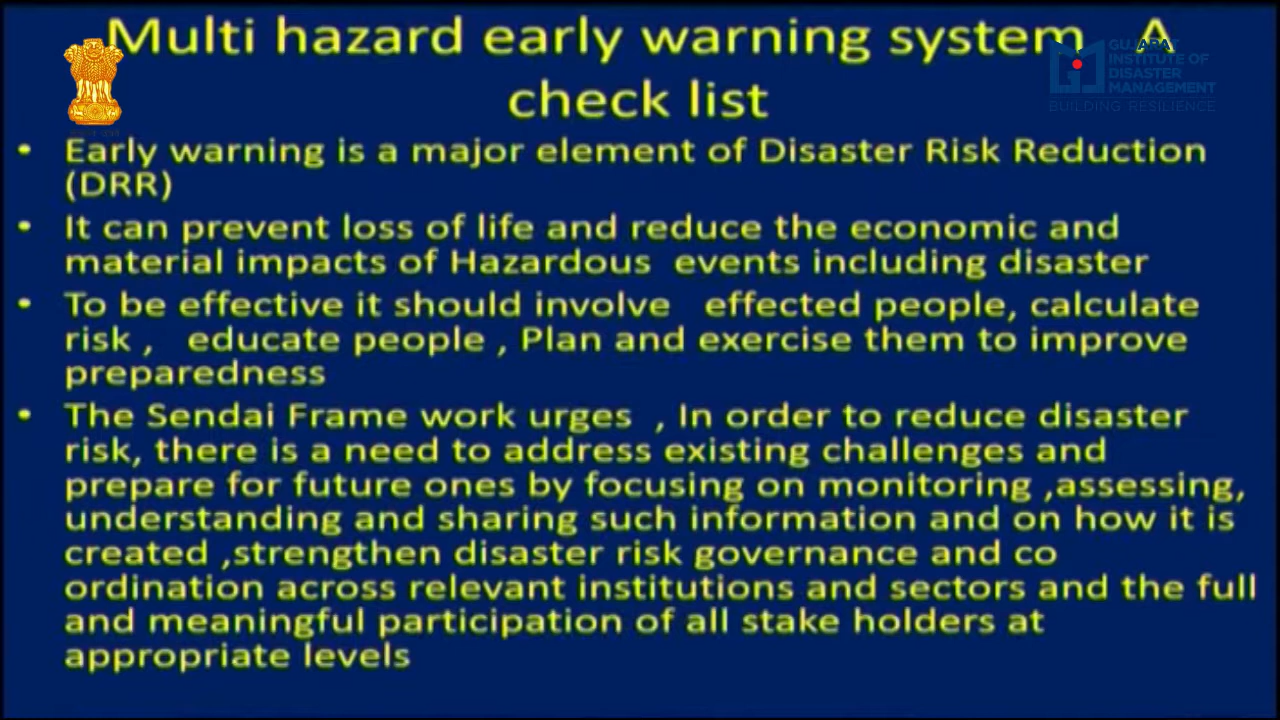 Multi hazard early warning system A
check list
GUJARAT
INSTITUTE OF
DISASTER
MANAGEMENT
BUILDING RESILIENCE
• Early warning is a major element of Disaster Risk Reduction
(DRR)
• It can prevent loss of life and reduce the economic and
material impacts of Hazardous events including disaster
• To be effective it should involve effected people, calculate
risk , educate people , Plan and exercise them to improve
preparedness
• The Sendai Frame work urges , In order to reduce disaster
risk, there is a need to address existing challenges and
prepare for future ones by focusing on monitoring ,assessing,
understanding and sharing such information and on how it is
created ,strengthen disaster risk governance and co
ordination across relevant institutions and sectors and the full
and meaningful participation of all stake holders at
appropriate levels